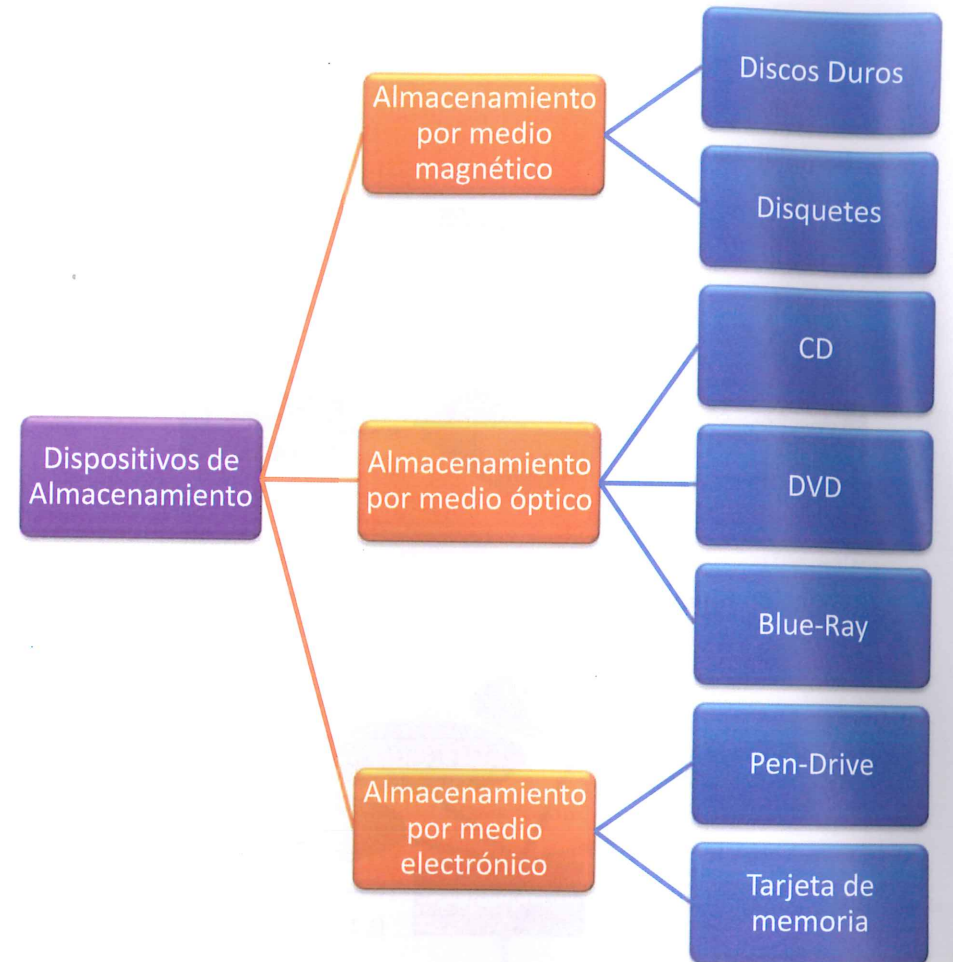 Dispositivos de
Almacenamiento
Almacenamiento
por medio
magnético
Discos Duros
Disquetes
Almacenamiento
por medio óptico
CD
DVD
Blue-Ray
Almacenamiento
por medio
electrónico
Pen-Drive
Tarjeta de
memoria